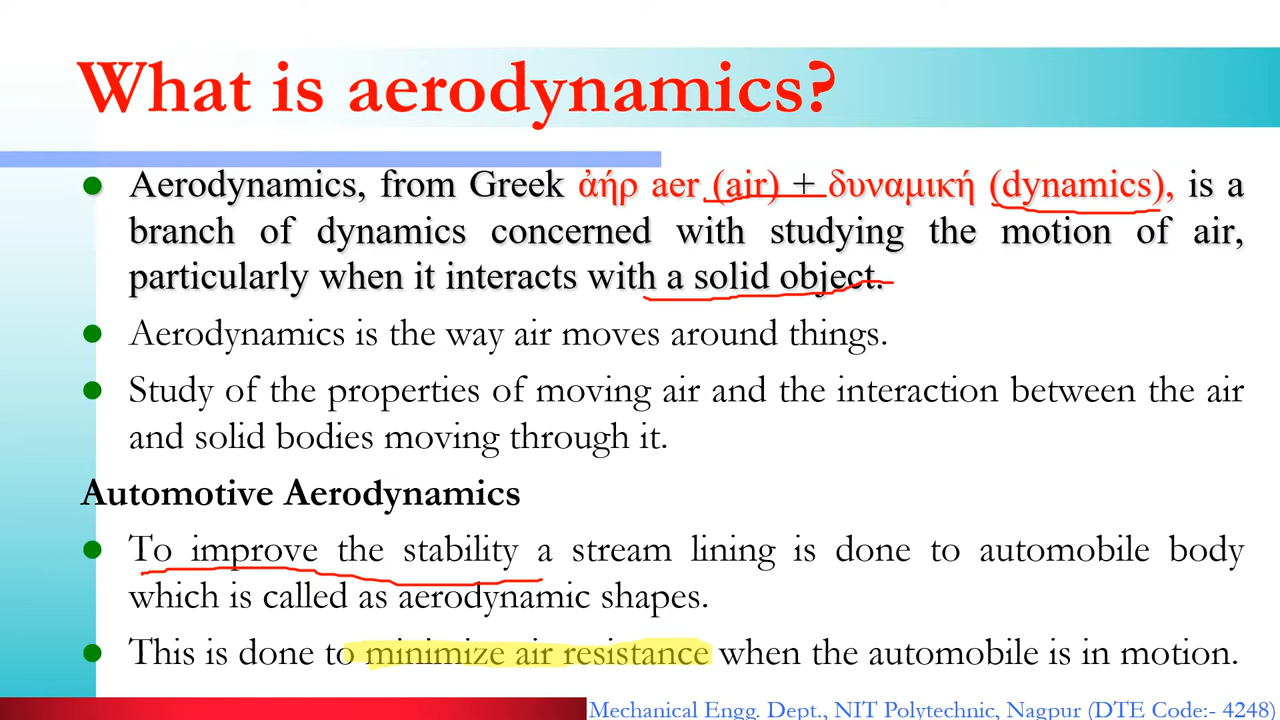 What is aerodynamics?
Aerodynamics, from Greek ἀήρ aer (air) + δυναμική (dynamics), is a
branch of dynamics concerned with studying the motion of air,
particularly when it interacts with a solid object.
Aerodynamics is the way air moves around things.
Study of the properties of moving air and the interaction between the air
and solid bodies moving through it.
Automotive Aerodynamics
To improve the stability a stream lining is done to automobile body
which is called as aerodynamic shapes.
This is done to minimize air resistance when the automobile is in motion.
Mechanical Engg. Dept., NIT Polytechnic, Nagpur (DTE Code:- 4248)